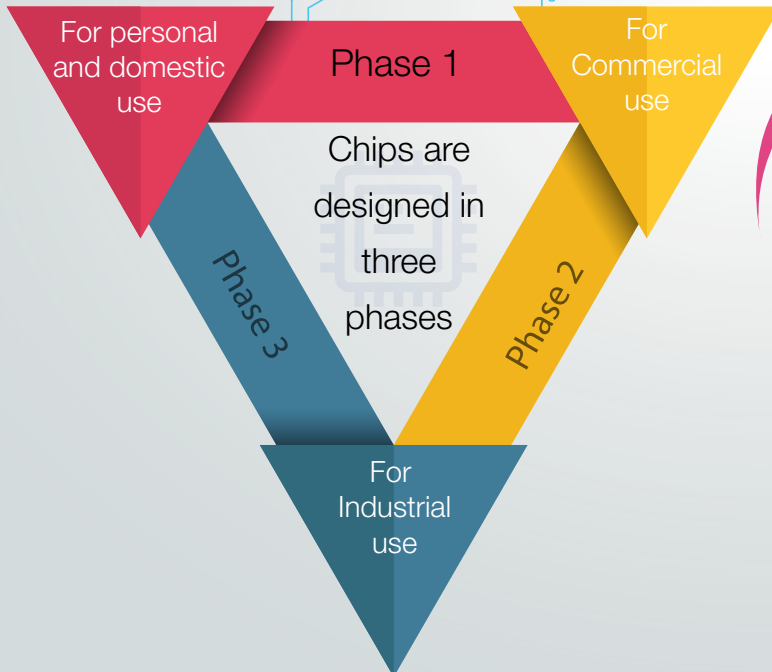 For personal
and domestic
use
Phase 1
For
Commercial
use
Chips are
designed in
three
phases
Phase 3
Phase 2
For
Industrial
use